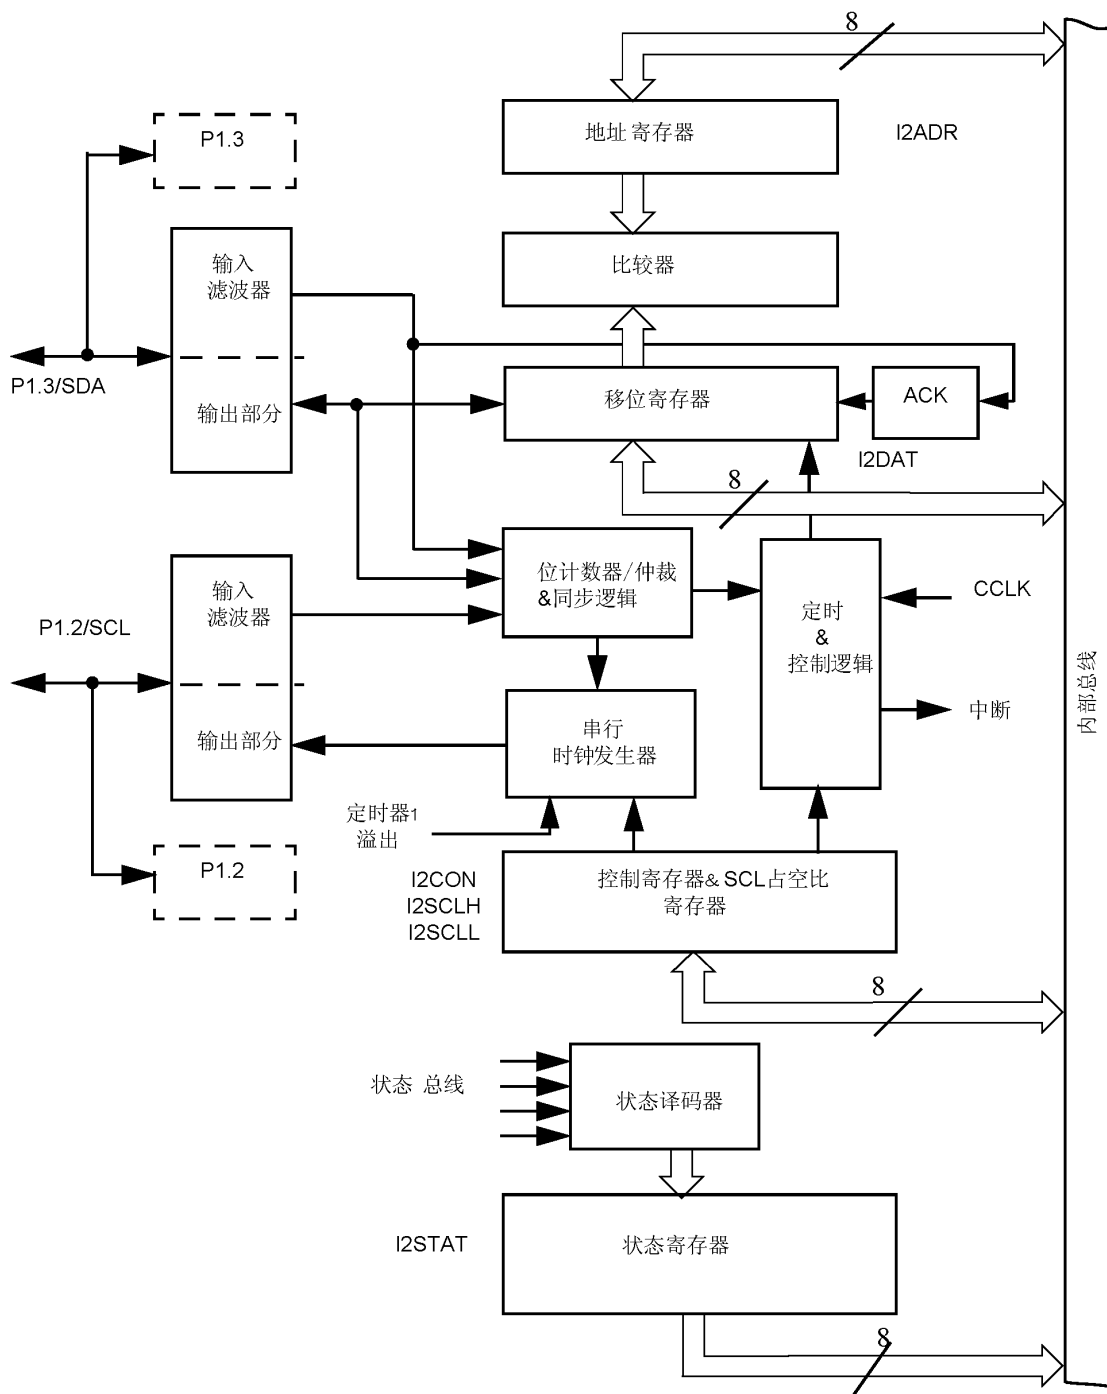 8
地址寄存器
I2ADR
P1.3
比较器
输入
滤波器
P1.3/SDA
输出部分
移位寄存器
ACK
I2DAT
8
位计数器/仲裁
&同步逻辑
输入
滤波器
P1.2/SCL
定时
&
控制逻辑
CCLK
内部总线
中断
输出部分
串行
时钟发生器
定时器1
溢出
P1.2
I2CON
I2SCLH
I2SCLL
控制寄存器& SCL占空比
寄存器
8
状态 总线
状态译码器
I2STAT
状态寄存器
8